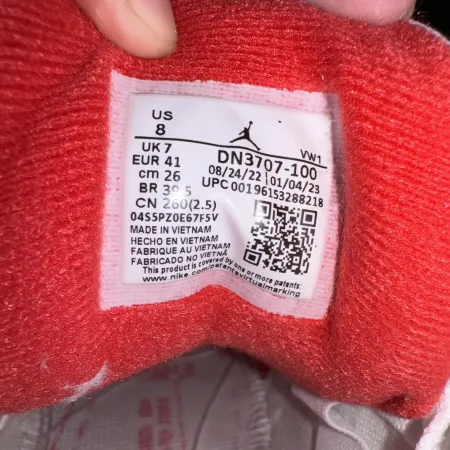 US
8
UK 7
EUR 41
cm 26
BR 39.5
CN 260(2.5)
VW1
DN3707-100
08/24/22 01/04/23
UPC 00196153288218
04S5PZ0E67F5V
MADE IN VIETNAM
HECHO EN VIETNAM
FABRIQUE AU VIETNAM
FABRICADO NO VIETNÃ
This product is covered by one or more patents:
www.nike.com/patentsvirtualmarking